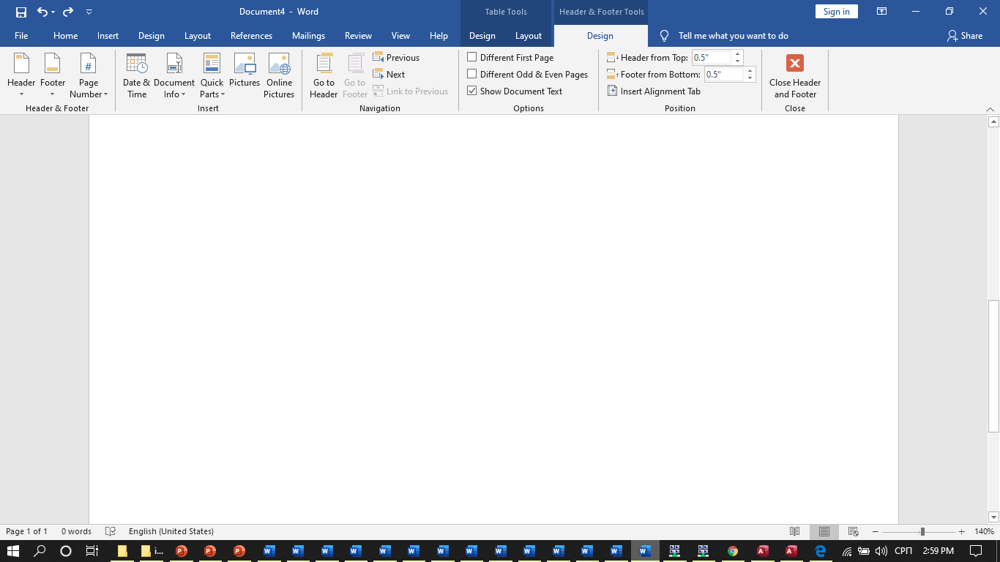 Document4 - Word
Table Tools
Header & Footer Tools
Sign in
File Home Insert Design Layout References Mailings Review View Help Design Layout Design Tell me what you want to do Share
Header
Footer
Page Number
Header & Footer
Date & Time
Document Info
Quick Parts
Pictures
Online Pictures
Insert
Go to Header
Go to Footer
Previous
Next
Link to Previous
Navigation
Different First Page
Different Odd & Even Pages
Show Document Text
Options
Header from Top: 0.5"
Footer from Bottom: 0.5"
Insert Alignment Tab
Position
Close Header and Footer
Close
Page 1 of 1 0 words English (United States) 140%
i... СРП 2:59 PM